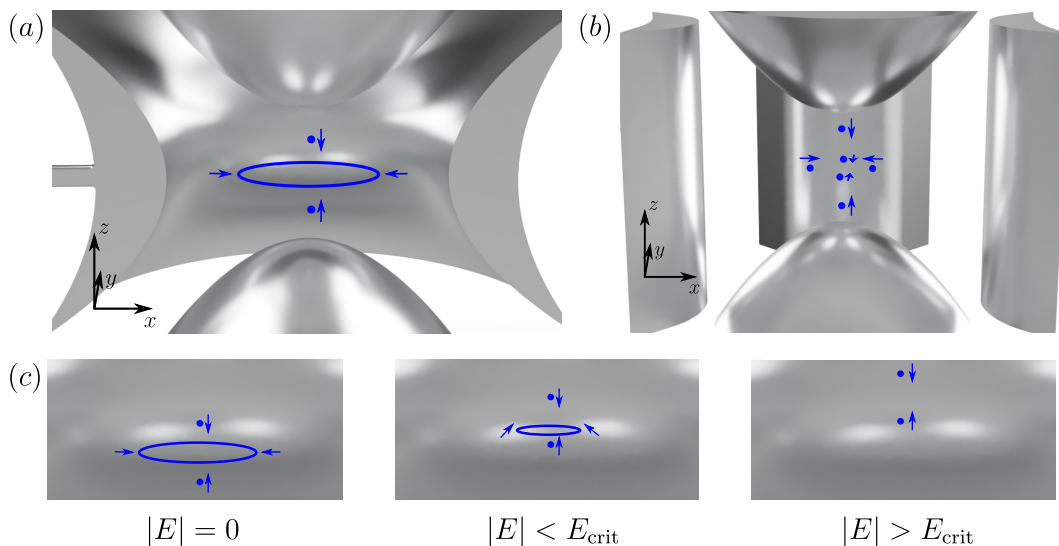 (a)
z
y
x
(b)
z
y
x
(c)
|E| = 0
|E| < E_crit
|E| > E_crit